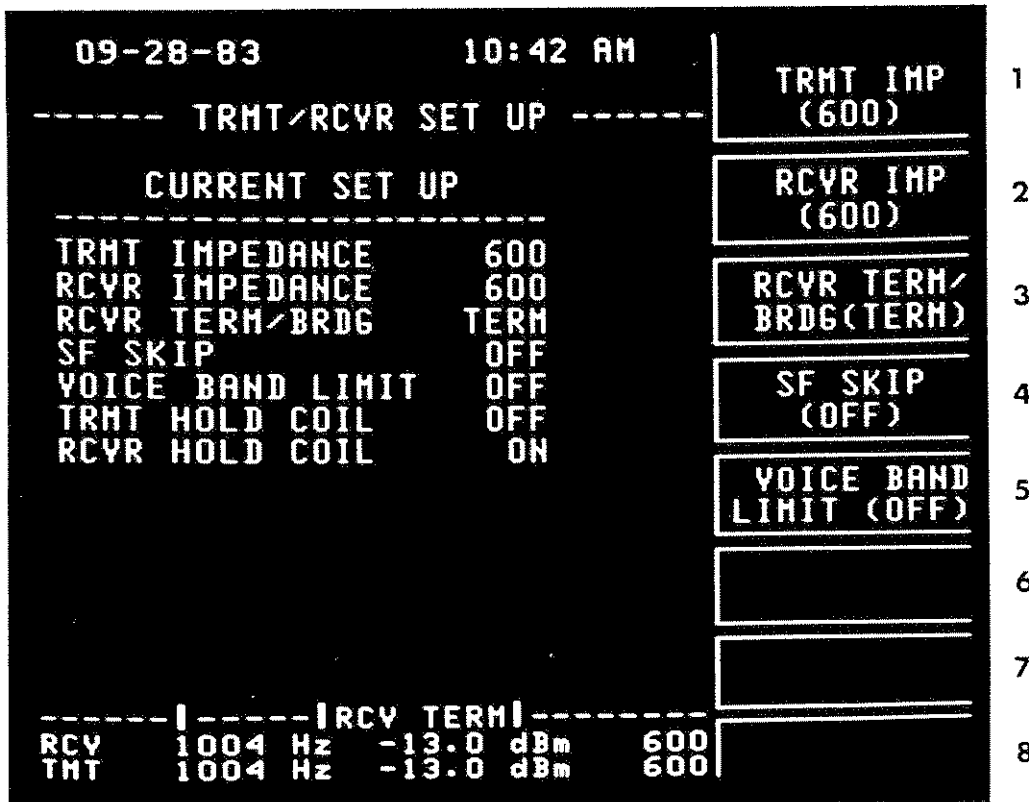 09-28-83 10:42 AM
------ TRMT/RCVR SET UP ------
CURRENT SET UP
----------------------
TRMT IMPEDANCE 600
RCVR IMPEDANCE 600
RCVR TERM/BRDG TERM
SF SKIP OFF
VOICE BAND LIMIT OFF
TRMT HOLD COIL OFF
RCVR HOLD COIL ON
------|-----|RCV TERM|--------
RCV 1004 Hz -13.0 dBm 600
TMT 1004 Hz -13.0 dBm 600
TRMT IMP
(600)
1
RCVR IMP
(600)
2
RCVR TERM/
BRDG(TERM)
3
SF SKIP
(OFF)
4
VOICE BAND
LIMIT (OFF)
5
6
7
8